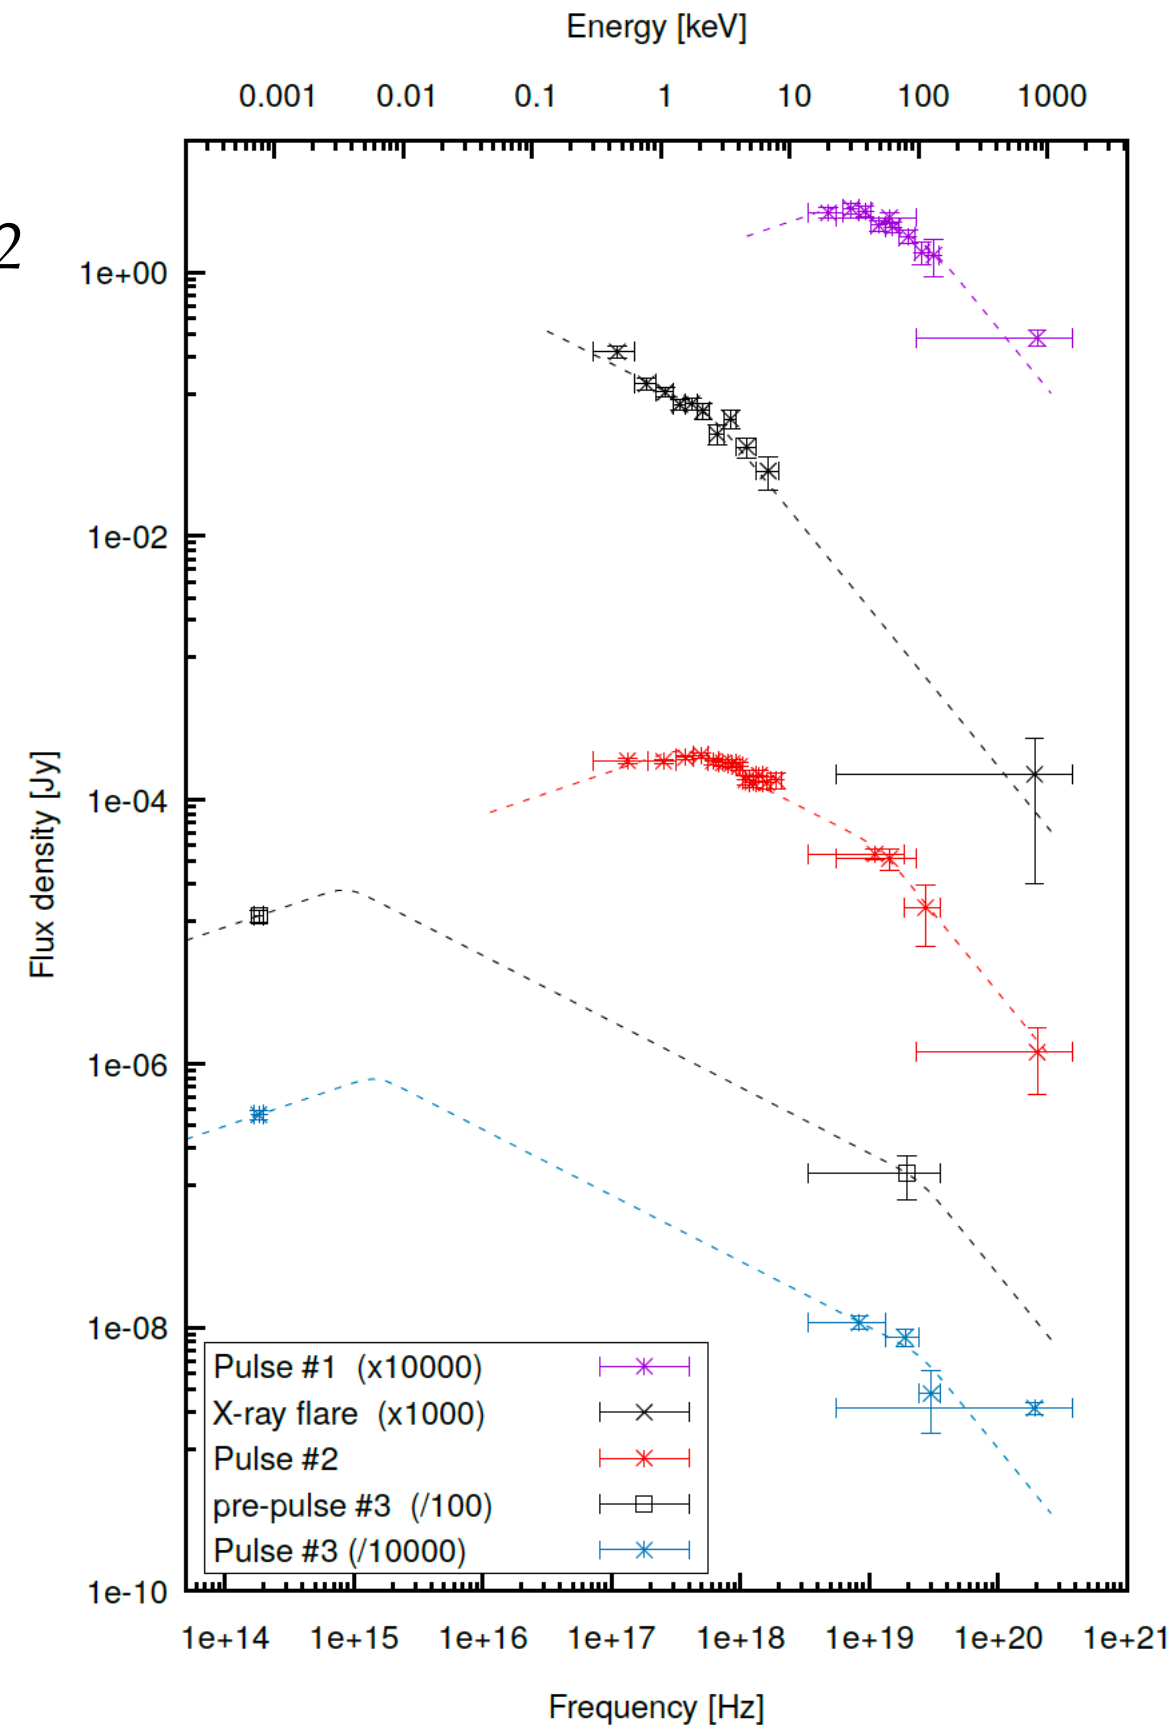 Energy [keV]
0.001 0.01 0.1 1 10 100 1000
2
1e+00
1e-02
1e-04
1e-06
1e-08
1e-10
Flux density [Jy]
Pulse #1 (x10000)
X-ray flare (x1000)
Pulse #2
pre-pulse #3 (/100)
Pulse #3 (/10000)
1e+14 1e+15 1e+16 1e+17 1e+18 1e+19 1e+20 1e+21
Frequency [Hz]